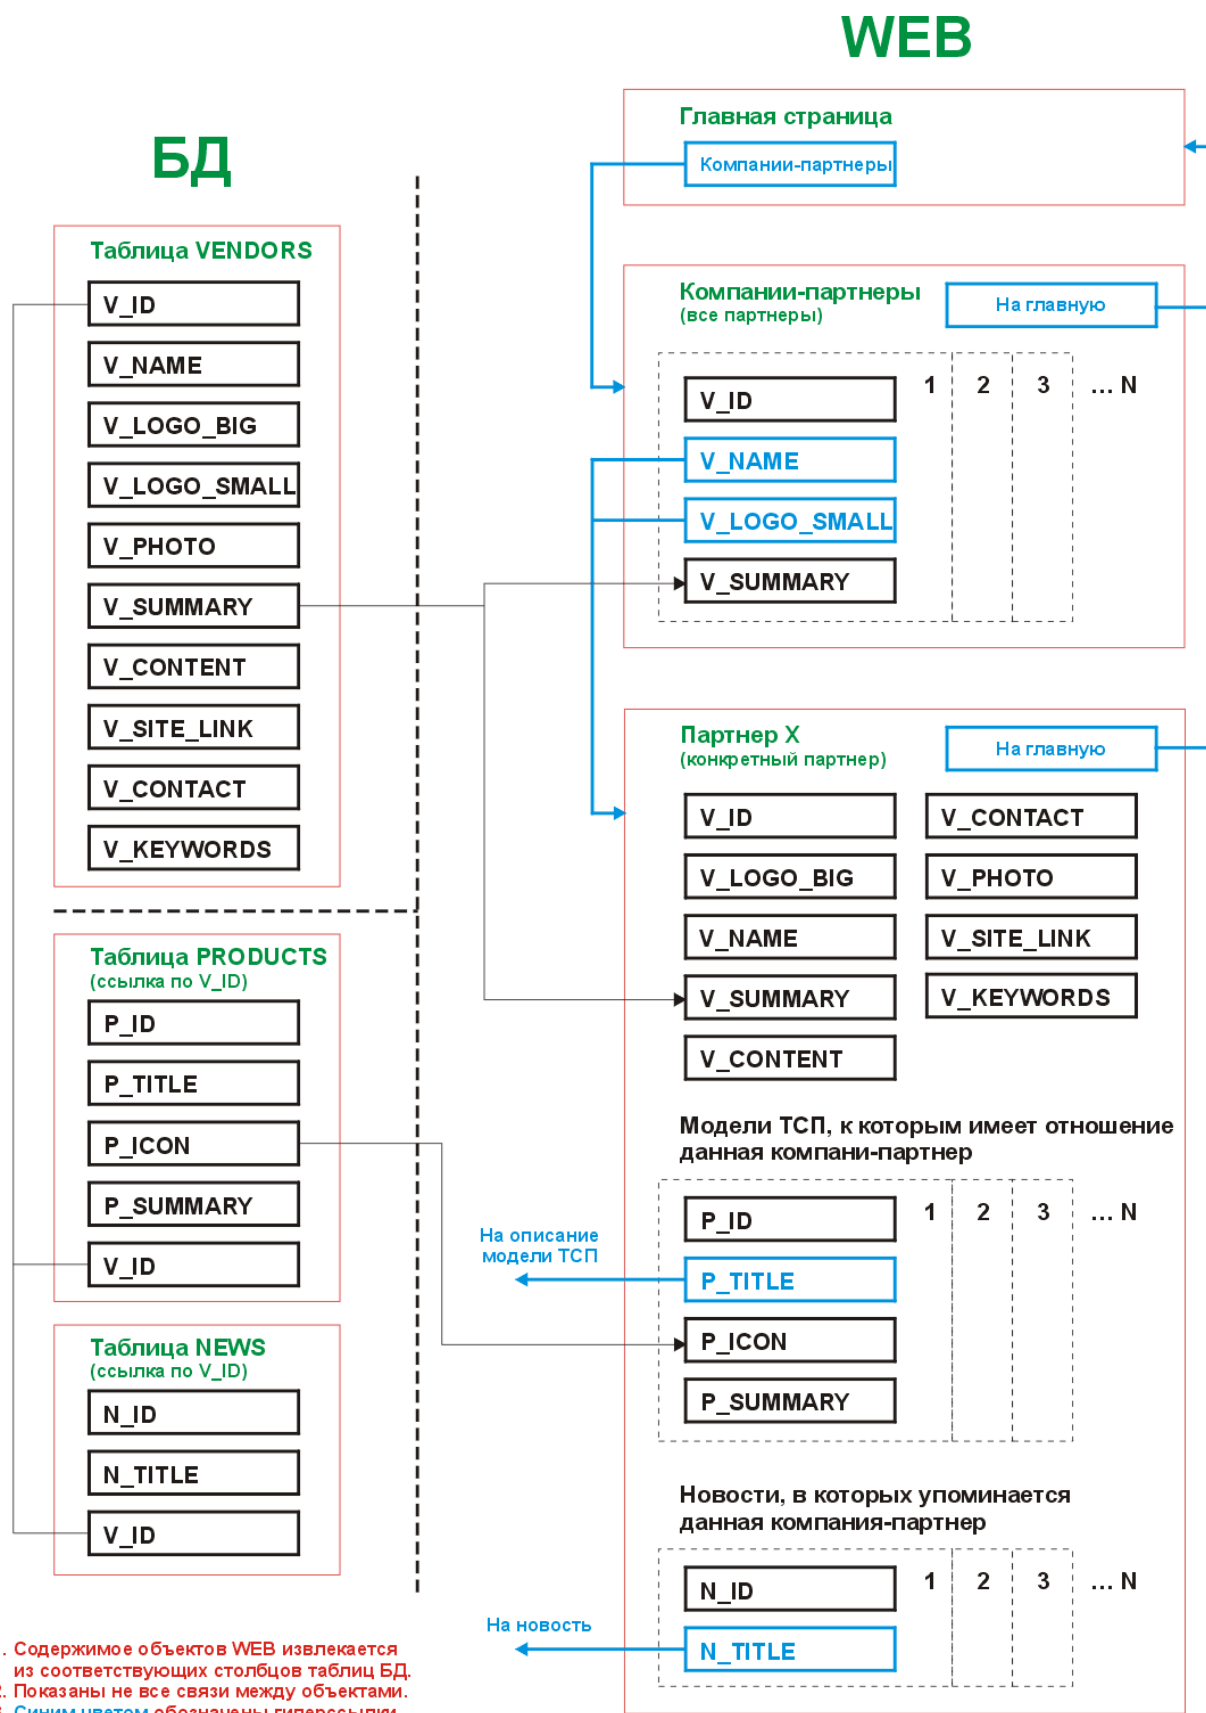 WEB
БД
Таблица VENDORS
V_ID
V_NAME
V_LOGO_BIG
V_LOGO_SMALL
V_PHOTO
V_SUMMARY
V_CONTENT
V_SITE_LINK
V_CONTACT
V_KEYWORDS
Таблица PRODUCTS
(ссылка по V_ID)
P_ID
P_TITLE
P_ICON
P_SUMMARY
V_ID
Таблица NEWS
(ссылка по V_ID)
N_ID
N_TITLE
V_ID
. Содержимое объектов WEB извлекается
из соответствующих столбцов таблиц БД.
2. Показаны не все связи между объектами.
Синим цветом обозначены гиперссылки
Главная страница
Компании-партнеры
Компании-партнеры
(все партнеры)
На главную
V_ID
1 2 3 ... N
V_NAME
V_LOGO_SMALL
V_SUMMARY
Партнер X
(конкретный партнер)
На главную
V_ID
V_CONTACT
V_LOGO_BIG
V_PHOTO
V_NAME
V_SITE_LINK
V_SUMMARY
V_KEYWORDS
V_CONTENT
Модели ТСП, к которым имеет отношение
данная компани-партнер
P_ID
1 2 3 ... N
На описание
модели ТСП
P_TITLE
P_ICON
P_SUMMARY
Новости, в которых упоминается
данная компания-партнер
N_ID
1 2 3 ... N
На новость
N_TITLE